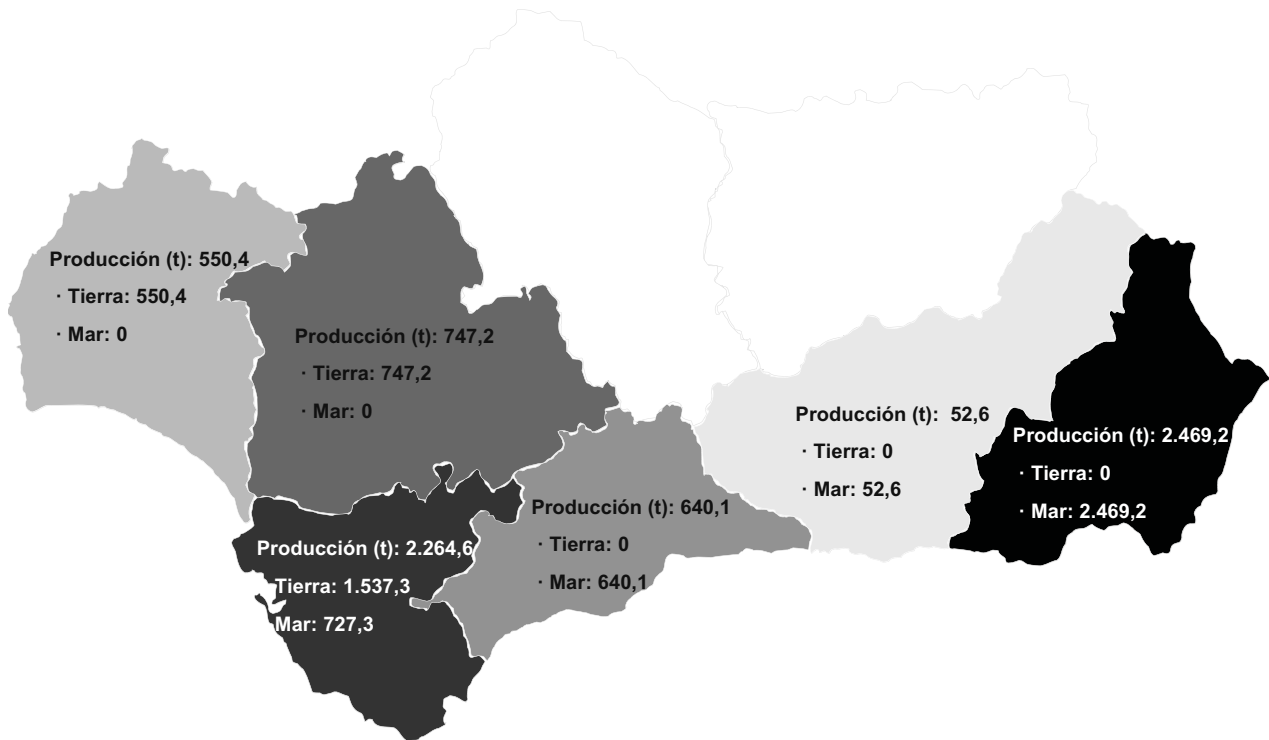 Producción (t): 550,4
· Tierra: 550,4
· Mar: 0
Producción (t): 747,2
· Tierra: 747,2
· Mar: 0
Producción (t): 2.264,6
Tierra: 1.537,3
Mar: 727,3
Producción (t): 640,1
· Tierra: 0
· Mar: 640,1
Producción (t): 52,6
· Tierra: 0
· Mar: 52,6
Producción (t): 2.469,2
· Tierra: 0
· Mar: 2.469,2